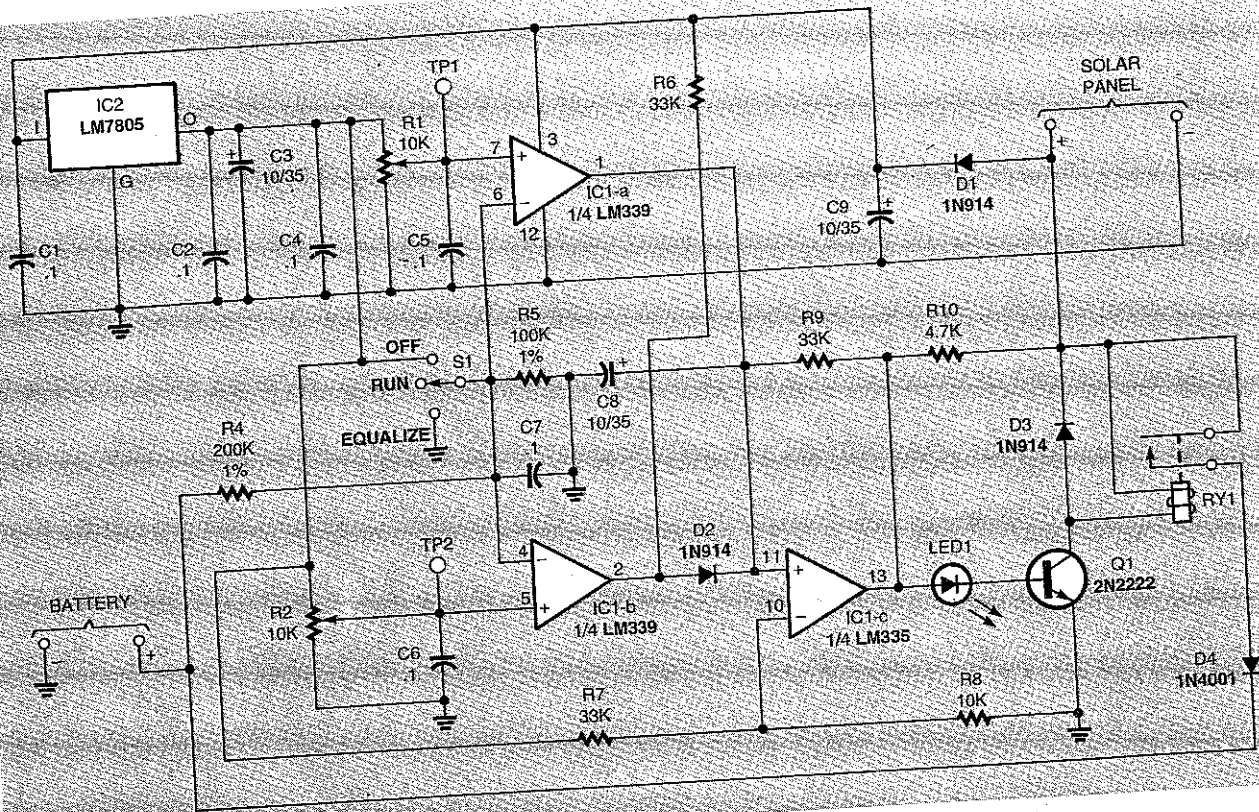 TP1
R6
33K
SOLAR
PANEL
IC2
LM7805
I
O
G
R1
10K
+
C3
10/35
7
+
3
1
6
−
12
IC1-a
1/4 LM339
+
−
D1
1N914
C9
10/35
+
C1
.1
C2
.1
C4
.1
C5
.1
R5
100K
1%
R9
33K
R10
4.7K
OFF
S1
RUN
EQUALIZE
+
C8
10/35
C7
.1
R4
200K
1%
D3
1N914
RY1
TP2
4
−
5
+
2
IC1-b
1/4 LM339
D2
1N914
11
+
10
−
13
IC1-c
1/4 LM335
LED1
Q1
2N2222
BATTERY
−
+
R2
10K
C6
.1
R7
33K
R8
10K
D4
1N4001